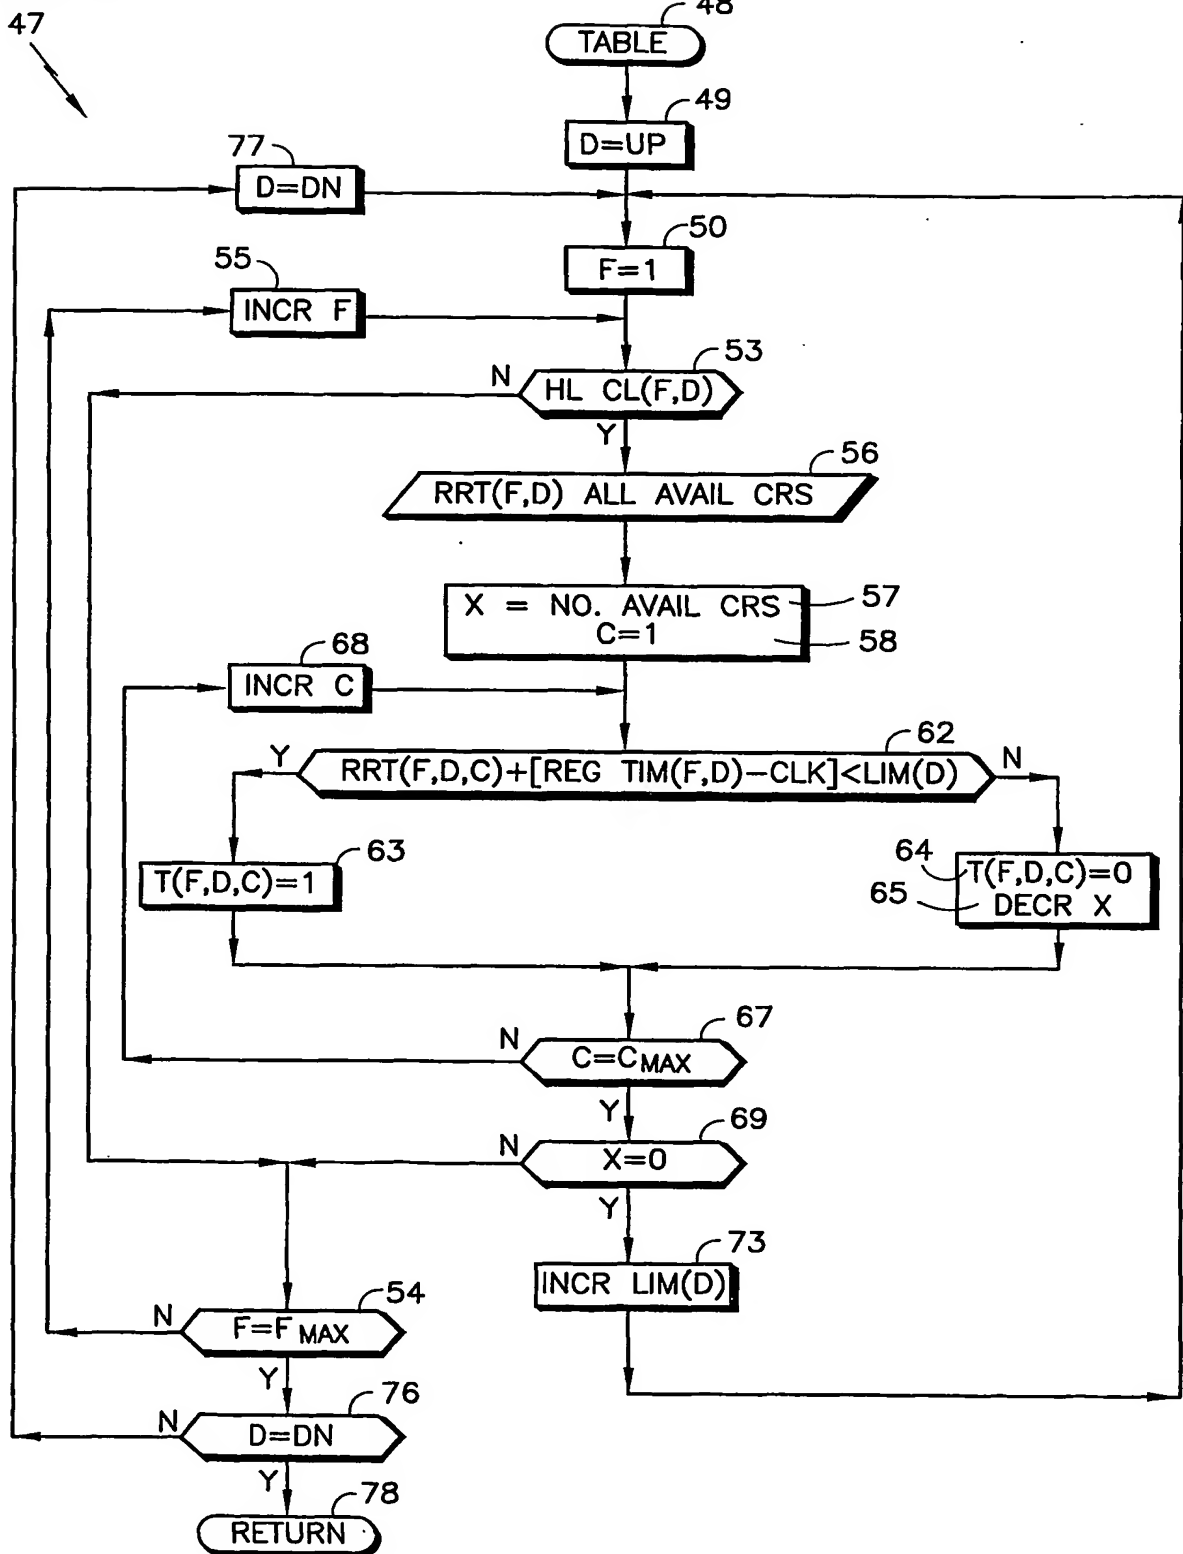 47
48
TABLE
49
D=UP
77
D=DN
50
F=1
55
INCR F
53
N
HL CL(F,D)
Y
56
RRT(F,D) ALL AVAIL CRS
X = NO. AVAIL CRS
57
C=1
58
68
INCR C
62
Y
RRT(F,D,C)+[REG TIM(F,D)-CLK]<LIM(D)
N
63
T(F,D,C)=1
64
T(F,D,C)=0
65
DECR X
67
N
C=CMAX
Y
69
N
X=0
Y
73
INCR LIM(D)
54
N
F=FMAX
Y
76
N
D=DN
Y
78
RETURN